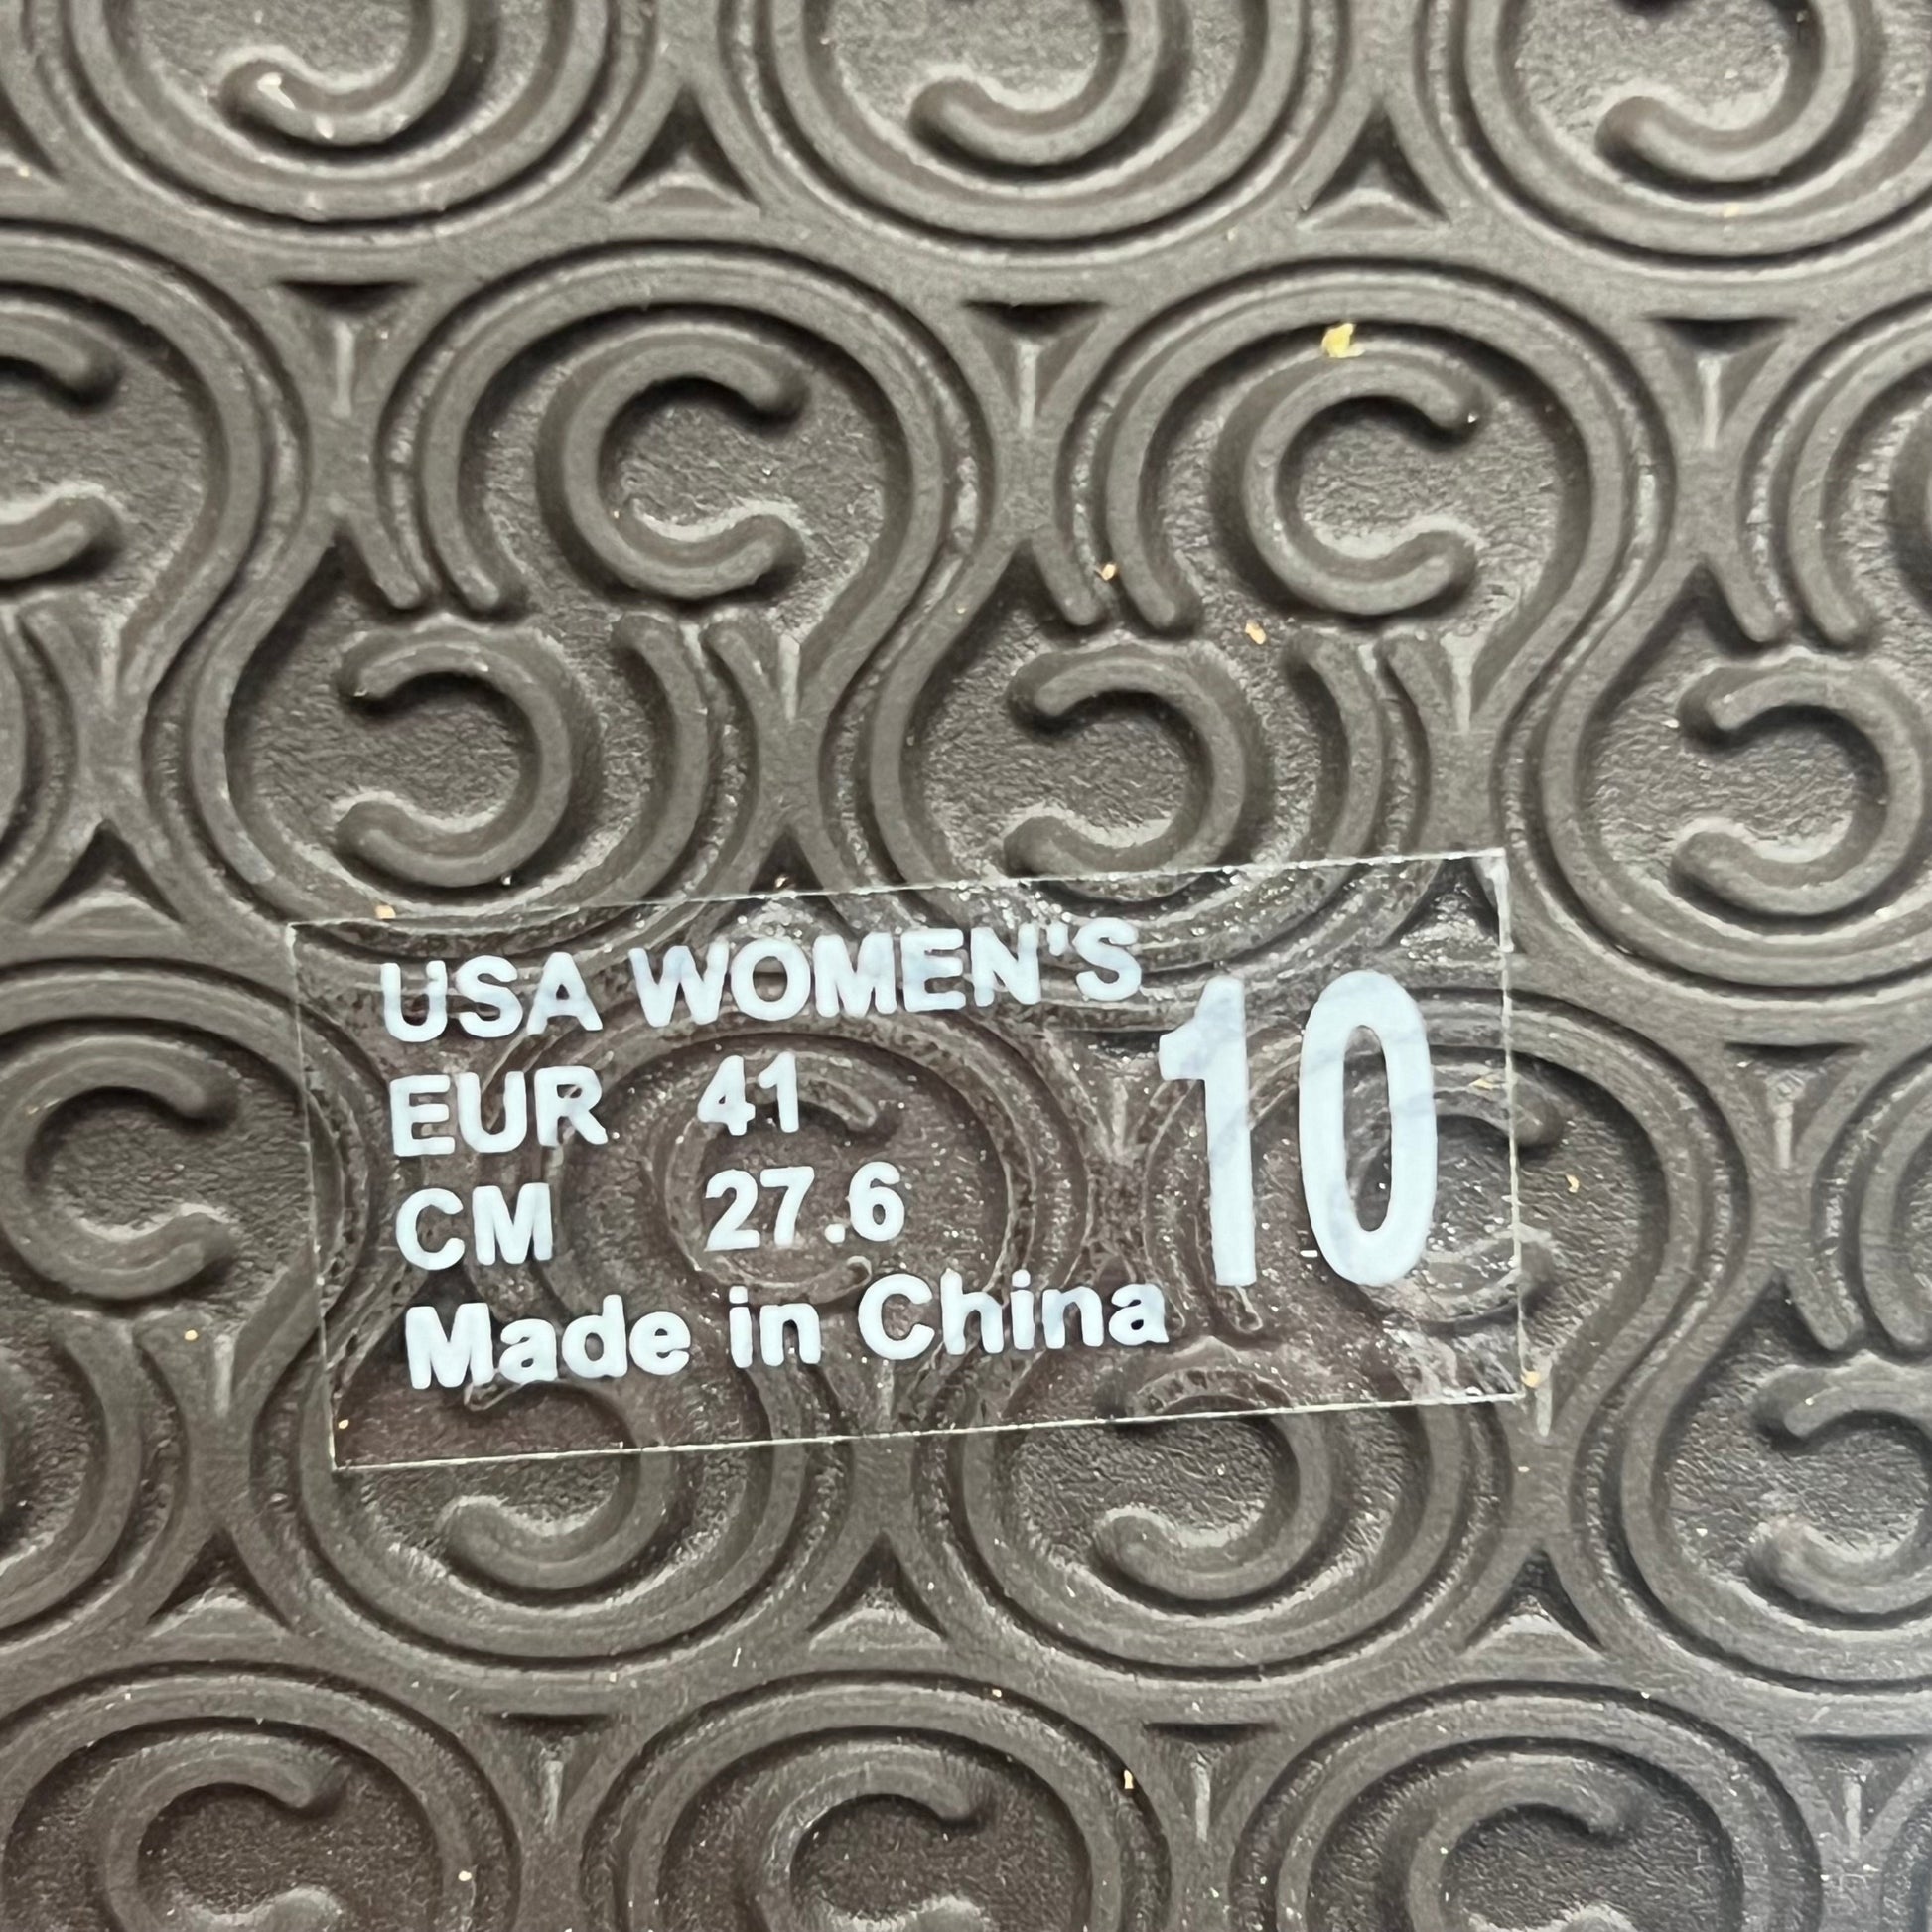 USA WOMEN'S 10
EUR 41
CM 27.6
Made in China